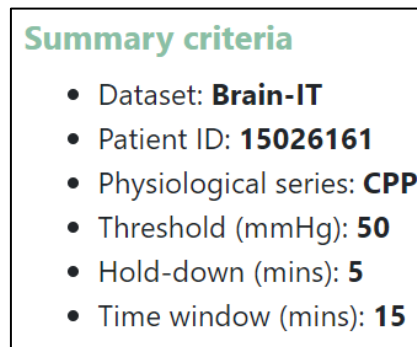 Summary criteria
• Dataset: Brain-IT
• Patient ID: 15026161
• Physiological series: CPP
• Threshold (mmHg): 50
• Hold-down (mins): 5
• Time window (mins): 15